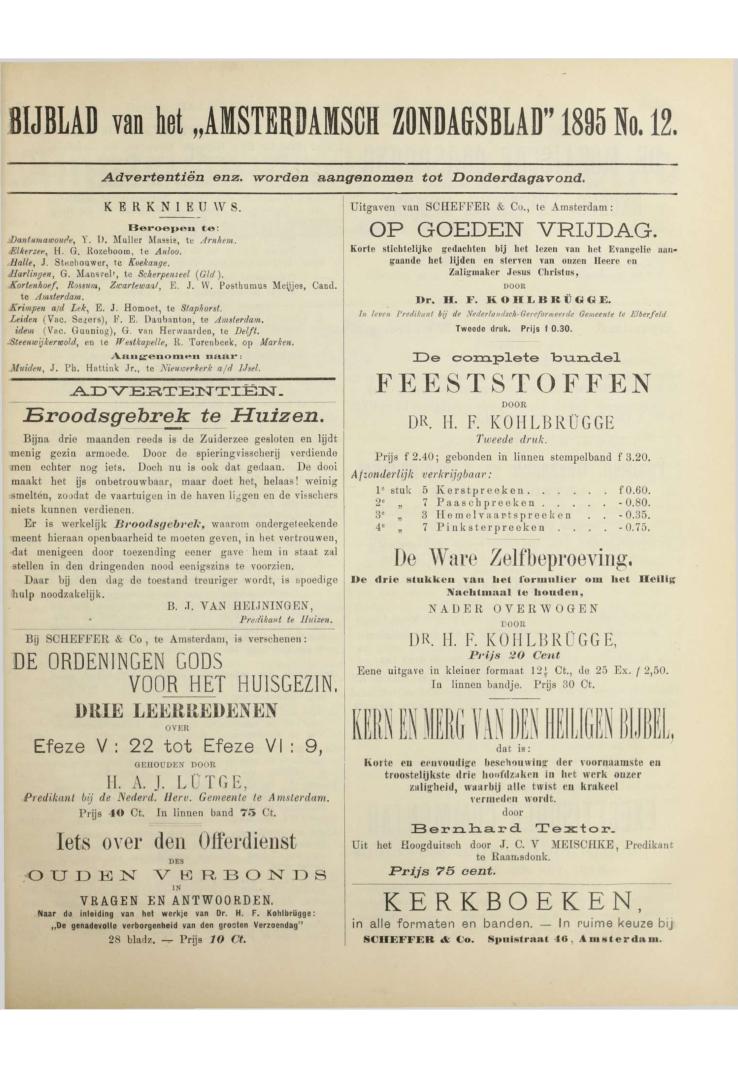 BIJBLAD van het „AMSTERDAMSCH ZONDAGSBLAD” 1895 No. 12.
Advertentiën enz. worden aangenomen tot Donderdagavond.
KERKNIEUWS.
Beroepen te:
Dantumawoude, Y. D. Muller Massis, te Arnhem.
Elkerzee, H. G. Rozeboom, te Anloo.
Halle, J. Steehouwer, te Koekange.
Harlingen, G. Mansvelt, te Scherpenzeel (Gld).
Kortenhoef, Rossum, Zwartewaal, E. J. W. Posthumus Meijjes, Cand.
te Amsterdam.
Krimpen a/d Lek, E. J. Homoet, te Staphorst.
Leiden (Vac. Segers), F. E. Daubanton, te Amsterdam.
idem (Vac. Gunning), G. van Herwaarden, te Delft.
Steenwijkerwold, en te Westkapelle, R. Torenbeek, op Marken.
Aangenomen naar:
Muiden, J. Ph. Hattink Jr., te Nieuwerkerk a/d IJsel.
ADVERTENTIËN.
Broodsgebrek te Huizen.
Bijna drie maanden reeds is de Zuiderzee gesloten en lijdt
menig gezin armoede. Door de spieringvisscherij verdiende
men echter nog iets. Doch nu is ook dat gedaan. De dooi
maakt het ijs onbetrouwbaar, maar doet het, helaas! weinig
smelten, zoodat de vaartuigen in de haven liggen en de visschers
niets kunnen verdienen.
Er is werkelijk Broodsgebrek, waarom ondergeteekende
meent hieraan openbaarheid te moeten geven, in het vertrouwen,
dat menigeen door toezending eener gave hem in staat zal
stellen in den dringenden nood eenigszins te voorzien.
Daar bij den dag de toestand treuriger wordt, is spoedige
hulp noodzakelijk.
B. J. VAN HEIJNINGEN,
Predikant te Huizen.
Bij SCHEFFER & Co, te Amsterdam, is verschenen:
DE ORDENINGEN GODS
VOOR HET HUISGEZIN.
DRIE LEERREDENEN
OVER
Efeze V : 22 tot Efeze VI : 9,
GEHOUDEN DOOR
H. A. J. LÜTGE,
Predikant bij de Nederd. Herv. Gemeente te Amsterdam.
Prijs 40 Ct. In linnen band 75 Ct.
Iets over den Offerdienst
DES
OUDEN VERBONDS
IN
VRAGEN EN ANTWOORDEN.
Naar de inleiding van het werkje van Dr. H. F. Kohlbrügge:
„De genadevolle verborgenheid van den grooten Verzoendag”
28 bladz. — Prijs 10 Ct.
Uitgaven van SCHEFFER & Co., te Amsterdam:
OP GOEDEN VRIJDAG.
Korte stichtelijke gedachten bij het lezen van het Evangelie aan-
gaande het lijden en sterven van onzen Heere en
Zaligmaker Jesus Christus,
DOOR
Dr. H. F. KOHLBRÜGGE.
In leven Predikant bij de Nederlandsch-Gereformeerde Gemeente te Elberfeld
Tweede druk. Prijs f 0.30.
De complete bundel
FEESTSTOFFEN
DOOR
DR. H. F. KOHLBRÜGGE
Tweede druk.
Prijs f 2.40; gebonden in linnen stempelband f 3.20.
Afzonderlijk verkrijgbaar:
1e stuk 5 Kerstpreeken . . . . . . f 0.60.
2e „ 7 Paaschpreeken . . . . . - 0.80.
3e „ 3 Hemelvaartspreeken . . - 0.35.
4e „ 7 Pinksterpreeken . . . . - 0.75.
De Ware Zelfbeproeving.
De drie stukken van het formulier om het Heilig
Nachtmaal te houden,
NADER OVERWOGEN
DOOR
DR. H. F. KOHLBRÜGGE,
Prijs 20 Cent
Eene uitgave in kleiner formaat 12½ Ct., de 25 Ex. f 2,50.
In linnen bandje. Prijs 30 Ct.
KERN EN MERG VAN DEN HEILIGEN BIJBEL,
dat is:
Korte en eenvoudige beschouwing der voornaamste en
troostelijkste drie hoofdzaken in het werk onzer
zaligheid, waarbij alle twist en krakeel
vermeden wordt.
door
Bernhard Textor.
Uit het Hoogduitsch door J. C. V MEISCHKE, Predikant
te Raamsdonk.
Prijs 75 cent.
KERKBOEKEN,
in alle formaten en banden. — In ruime keuze bij
SCHEFFER & Co. Spuistraat 46, Amsterdam.